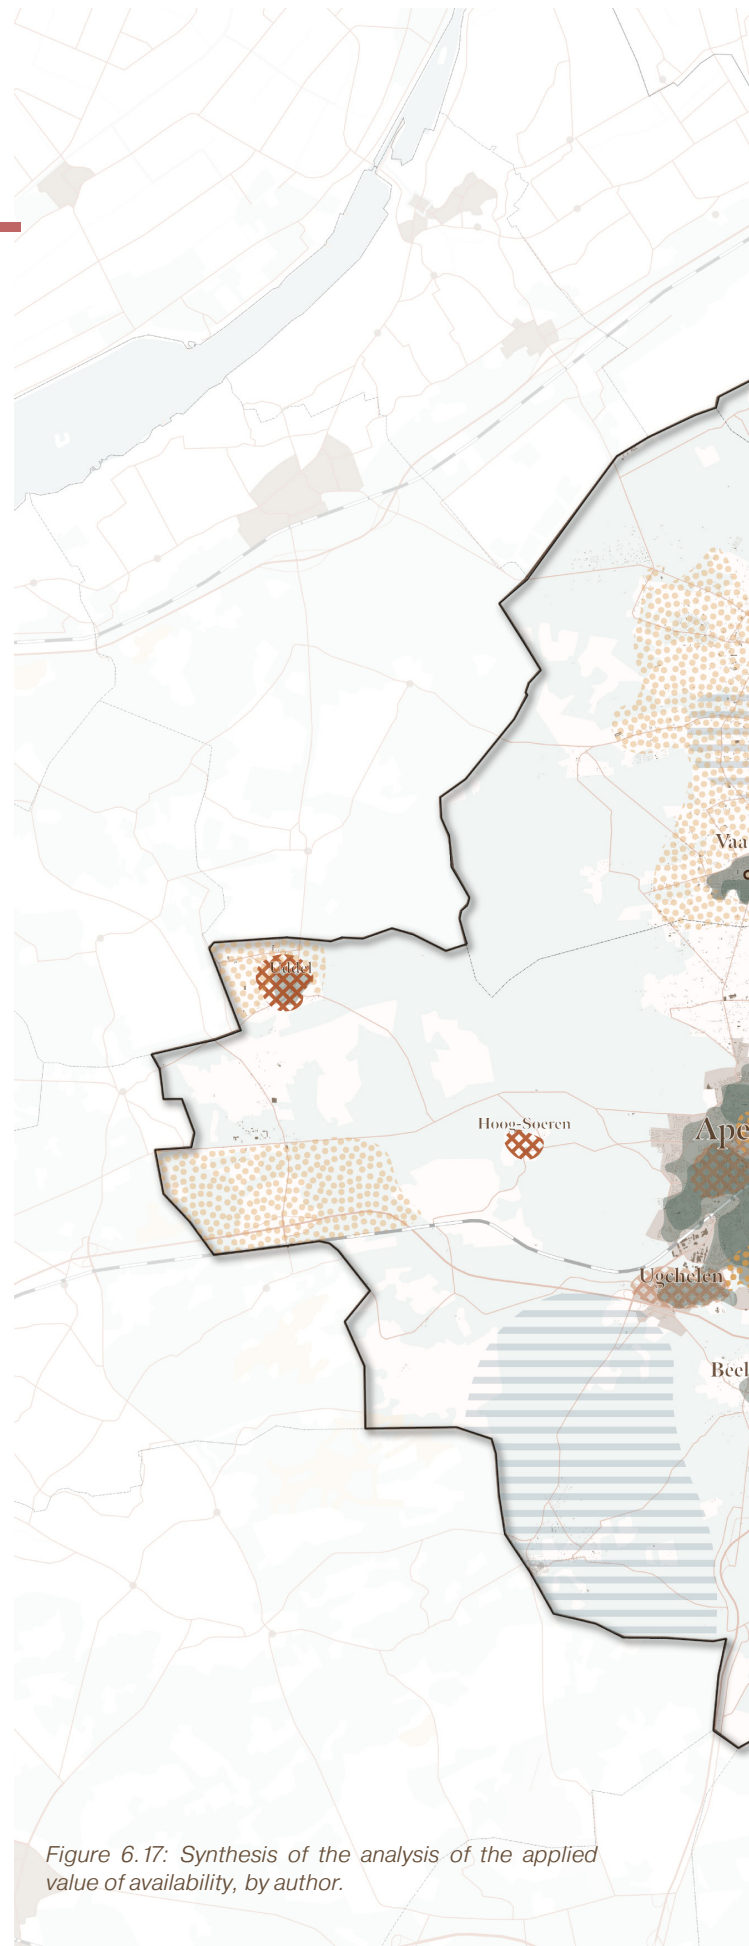 Vaa
Uddel
Hoog-Soeren
Ape
Ugchelen
Beel
Figure 6.17: Synthesis of the analysis of the applied
value of availability, by author.